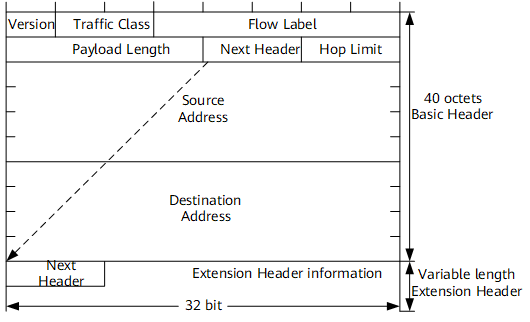 Version Traffic Class Flow Label
Payload Length Next Header Hop Limit
Source
Address
40 octets
Basic Header
Destination
Address
Next
Header
Extension Header information
Variable length
Extension Header
32 bit